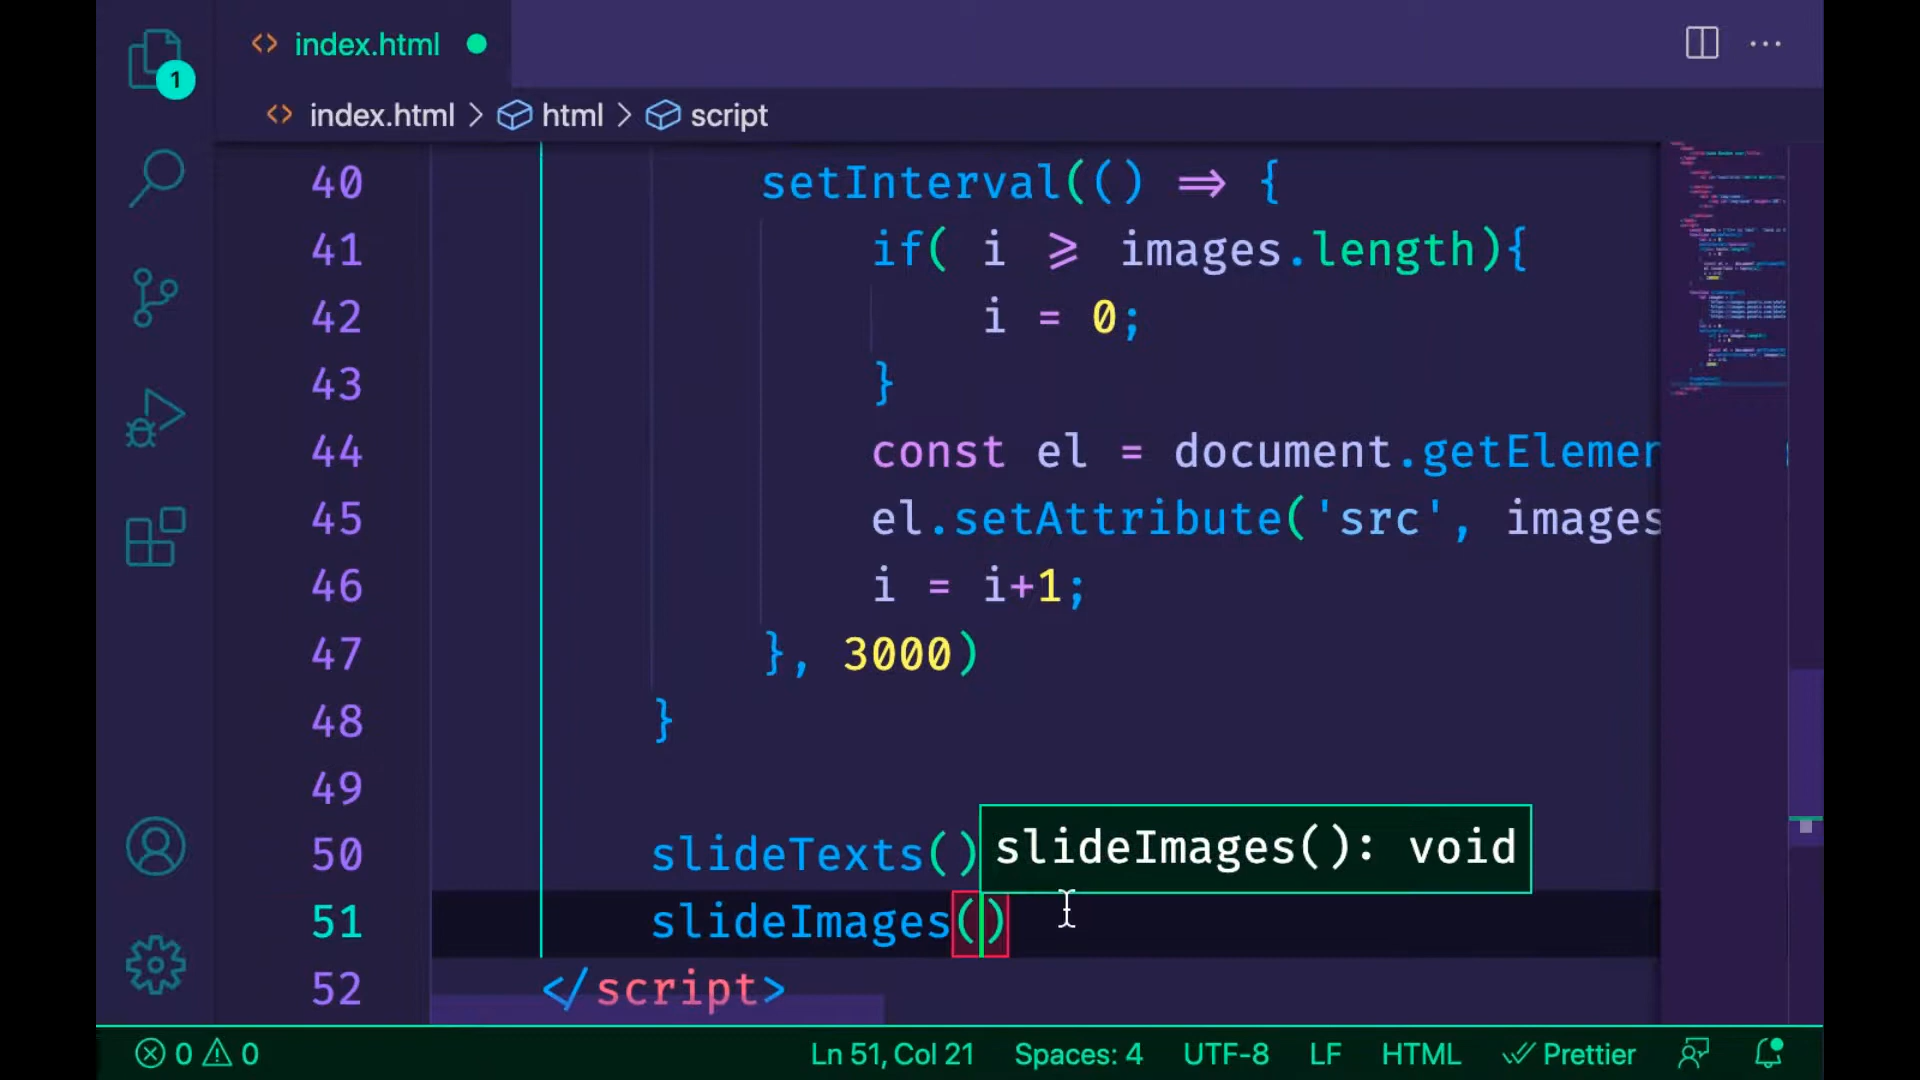 index.html
1
index.html > html > script
40 setInterval(() => {
41 if( i >= images.length){
42 i = 0;
43 }
44 const el = document.getElemen
45 el.setAttribute('src', images
46 i = i+1;
47 }, 3000)
48 }
49
50 slideTexts()
slideImages(): void
51 slideImages()
52 </script>
0 0 Ln 51, Col 21 Spaces: 4 UTF-8 LF HTML Prettier